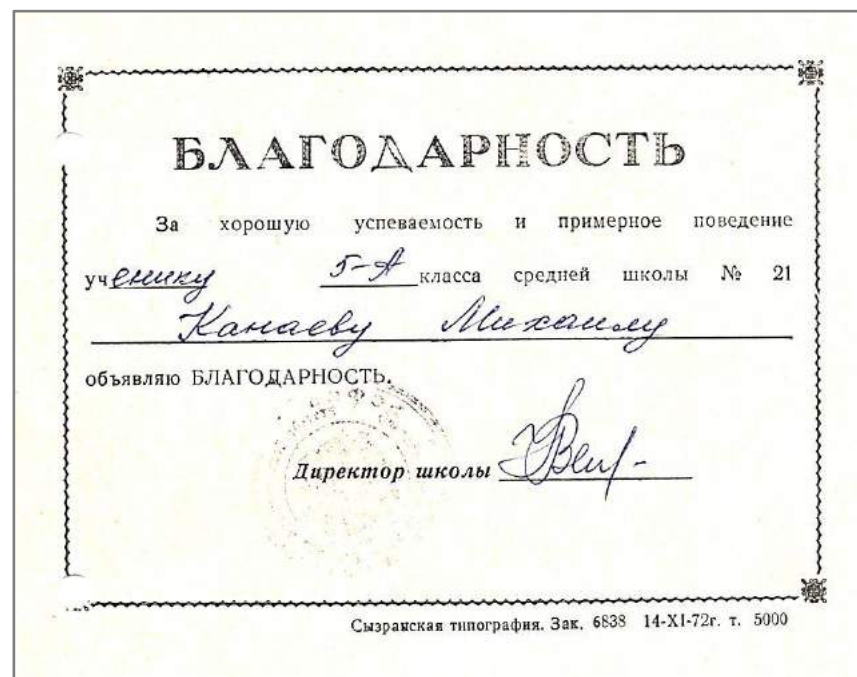 БЛАГОДАРНОСТЬ
За хорошую успеваемость и примерное поведение
ученику 5-А класса средней школы № 21
Канаеву Михаилу
объявляю БЛАГОДАРНОСТЬ.
Директор школы
Сызранская типография. Зак. 6838 14-XI-72г. т. 5000